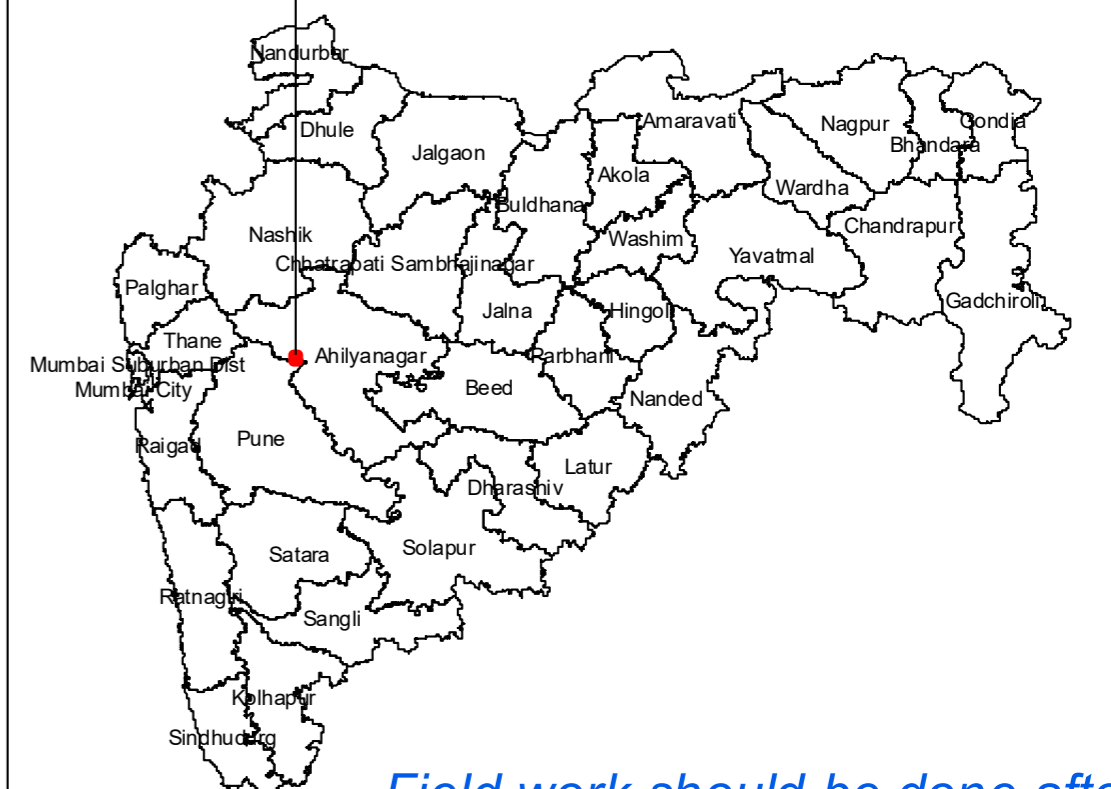 Nandurbar
Dhule
Jalgaon
Amaravati
Nagpur
Gondia
Bhandara
Akola
Wardha
Buldhana
Chandrapur
Nashik
Washim
Yavatmal
Chhatrapati Sambhajinagar
Palghar
Gadchiroli
Jalna
Hingoli
Thane
Ahilyanagar
Parbhani
Mumbai Suburban Dist
Mumbai City
Beed
Nanded
Raigad
Pune
Latur
Dharashiv
Satara
Solapur
Ratnagiri
Sangli
Kolhapur
Sindhudurg
Field work should be done afte